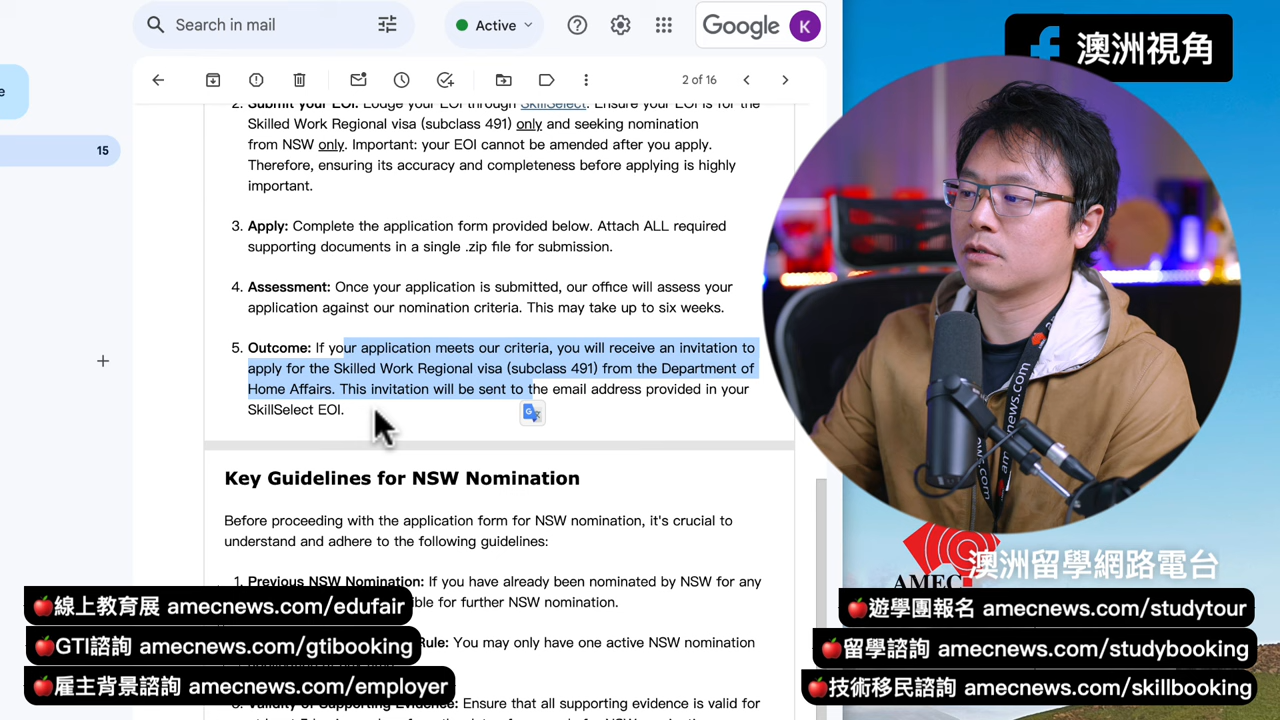 Search in mail
Active
Google
K
澳洲視角
e
2 of 16
15
2. Submit your EOI: Lodge your EOI through SkillSelect. Ensure your EOI is for the
Skilled Work Regional visa (subclass 491) only and seeking nomination
from NSW only. Important: your EOI cannot be amended after you apply.
Therefore, ensuring its accuracy and completeness before applying is highly
important.
3. Apply: Complete the application form provided below. Attach ALL required
supporting documents in a single .zip file for submission.
4. Assessment: Once your application is submitted, our office will assess your
application against our nomination criteria. This may take up to six weeks.
5. Outcome: If your application meets our criteria, you will receive an invitation to
apply for the Skilled Work Regional visa (subclass 491) from the Department of
Home Affairs. This invitation will be sent to the email address provided in your
SkillSelect EOI.
Key Guidelines for NSW Nomination
Before proceeding with the application form for NSW nomination, it's crucial to
understand and adhere to the following guidelines:
1. Previous NSW Nomination: If you have already been nominated by NSW for any
for further NSW nomination.
Rule: You may only have one active NSW nomination
Validity of Supporting Evidence: Ensure that all supporting evidence is valid for
AMEC
澳洲留學網路電台
線上教育展 amecnews.com/edufair
GTI諮詢 amecnews.com/gtibooking
雇主背景諮詢 amecnews.com/employer
遊學團報名 amecnews.com/studytour
留學諮詢 amecnews.com/studybooking
技術移民諮詢 amecnews.com/skillbooking